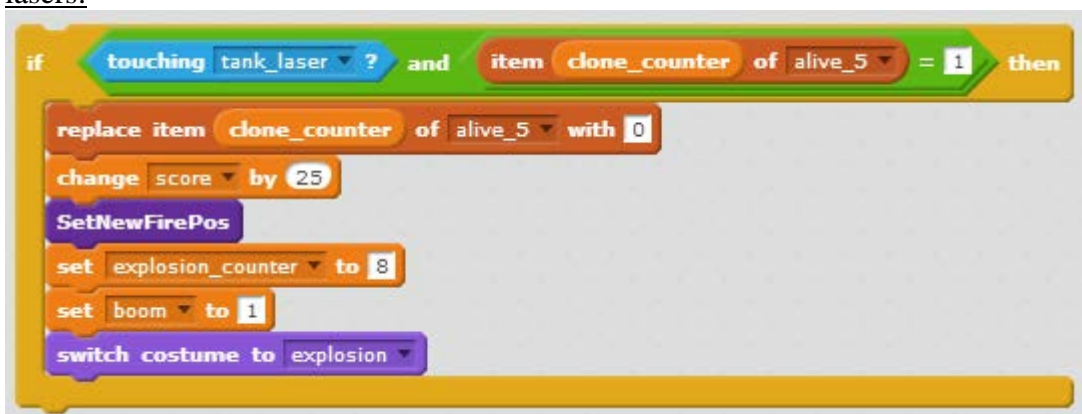 lasers:
if touching tank_laser ? and item clone_counter of alive_5 = 1 then
replace item clone_counter of alive_5 with 0
change score by 25
SetNewFirePos
set explosion_counter to 8
set boom to 1
switch costume to explosion